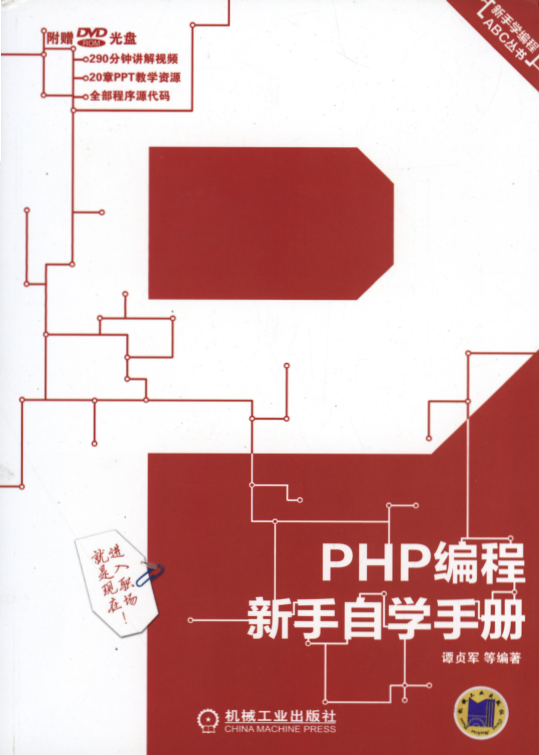 附赠 DVD ROM 光盘
290分钟讲解视频
20章PPT教学资源
全部程序源代码
新手学编程
ABC丛书
就是现在！
进入职场
PHP编程
新手自学手册
谭贞军 等编著
机械工业出版社
CHINA MACHINE PRESS